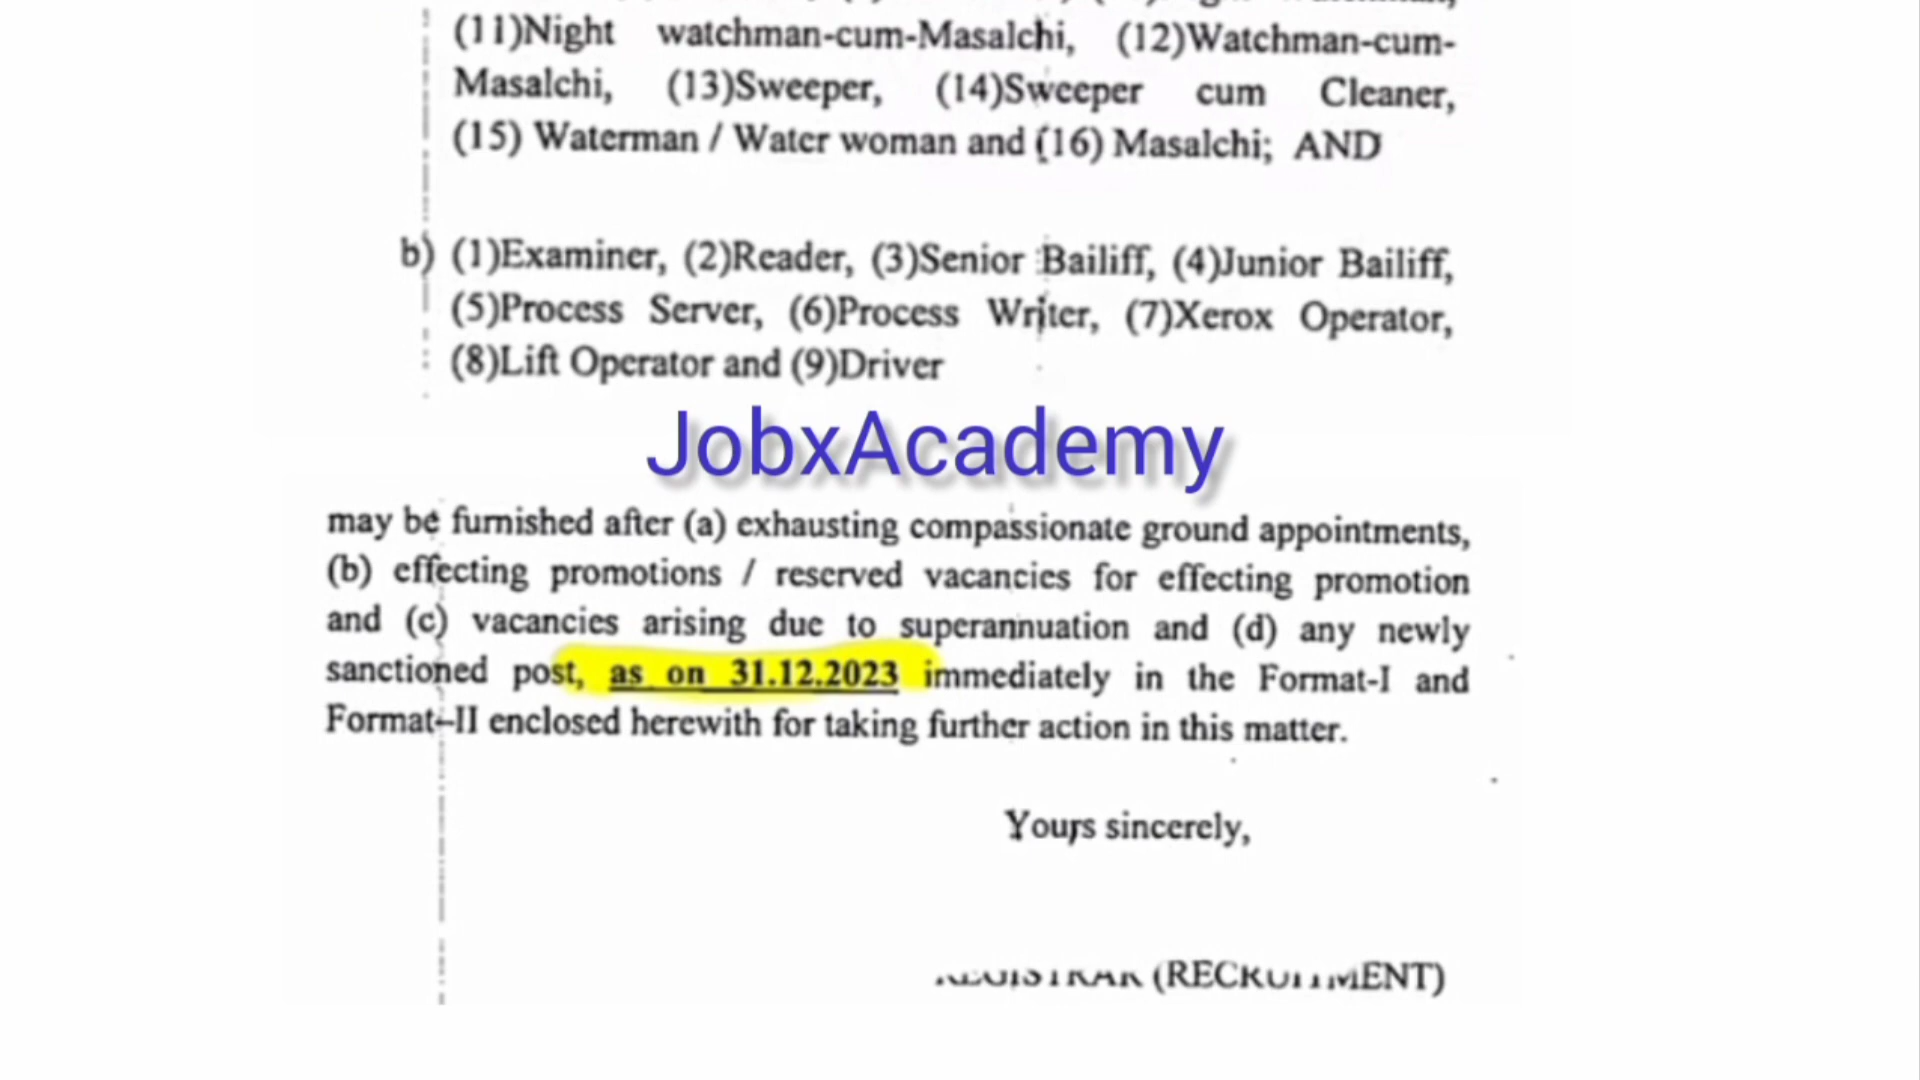 (11)Night watchman-cum-Masalchi, (12)Watchman-cum-
Masalchi, (13)Sweeper, (14)Sweeper cum Cleaner,
(15) Waterman / Water woman and (16) Masalchi; AND
b) (1)Examiner, (2)Reader, (3)Senior Bailiff, (4)Junior Bailiff,
(5)Process Server, (6)Process Writer, (7)Xerox Operator,
(8)Lift Operator and (9)Driver
JobxAcademy
may be furnished after (a) exhausting compassionate ground appointments,
(b) effecting promotions / reserved vacancies for effecting promotion
and (c) vacancies arising due to superannuation and (d) any newly
sanctioned post, as on 31.12.2023 immediately in the Format-I and
Format-II enclosed herewith for taking further action in this matter.
Yours sincerely,
REGISTRAR (RECRUITMENT)